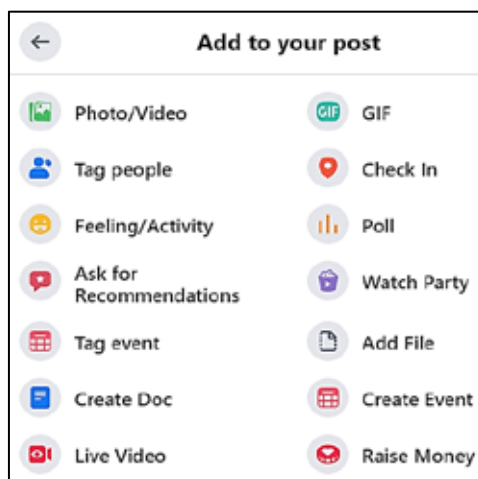 Add to your post
Photo/Video
GIF
Tag people
Check In
Feeling/Activity
Poll
Ask for
Recommendations
Watch Party
Tag event
Add File
Create Doc
Create Event
Live Video
Raise Money